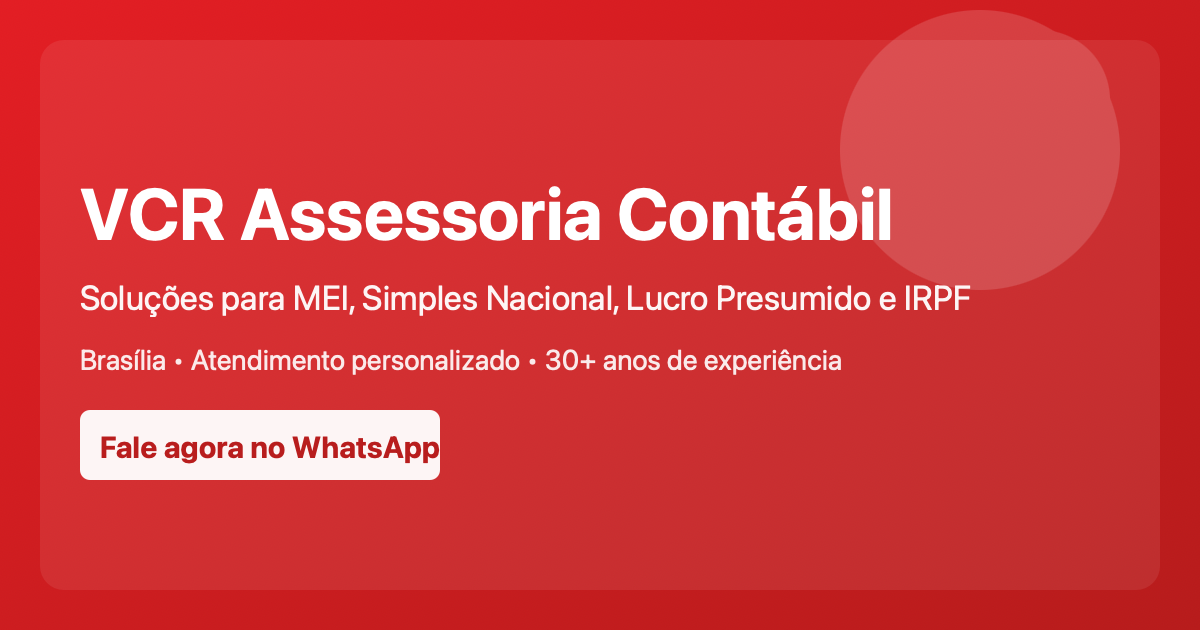 VCR Assessoria Contábil
Soluções para MEI, Simples Nacional, Lucro Presumido e IRPF
Brasília • Atendimento personalizado • 30+ anos de experiência
Fale agora no WhatsApp